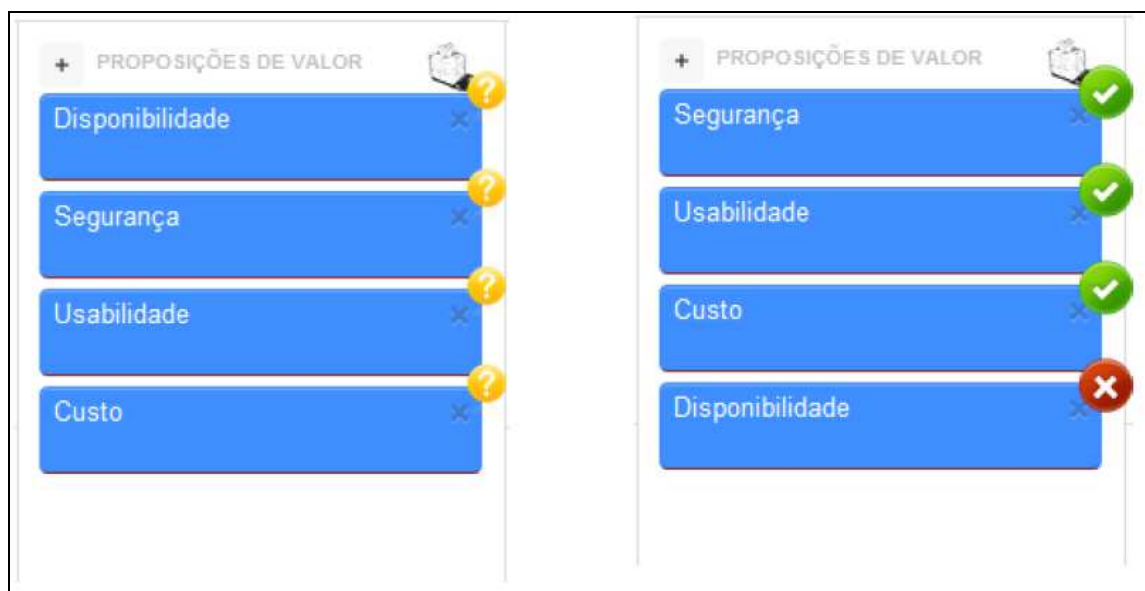 + PROPOSIÇÕES DE VALOR
Disponibilidade
Segurança
Usabilidade
Custo
+ PROPOSIÇÕES DE VALOR
Segurança
Usabilidade
Custo
Disponibilidade